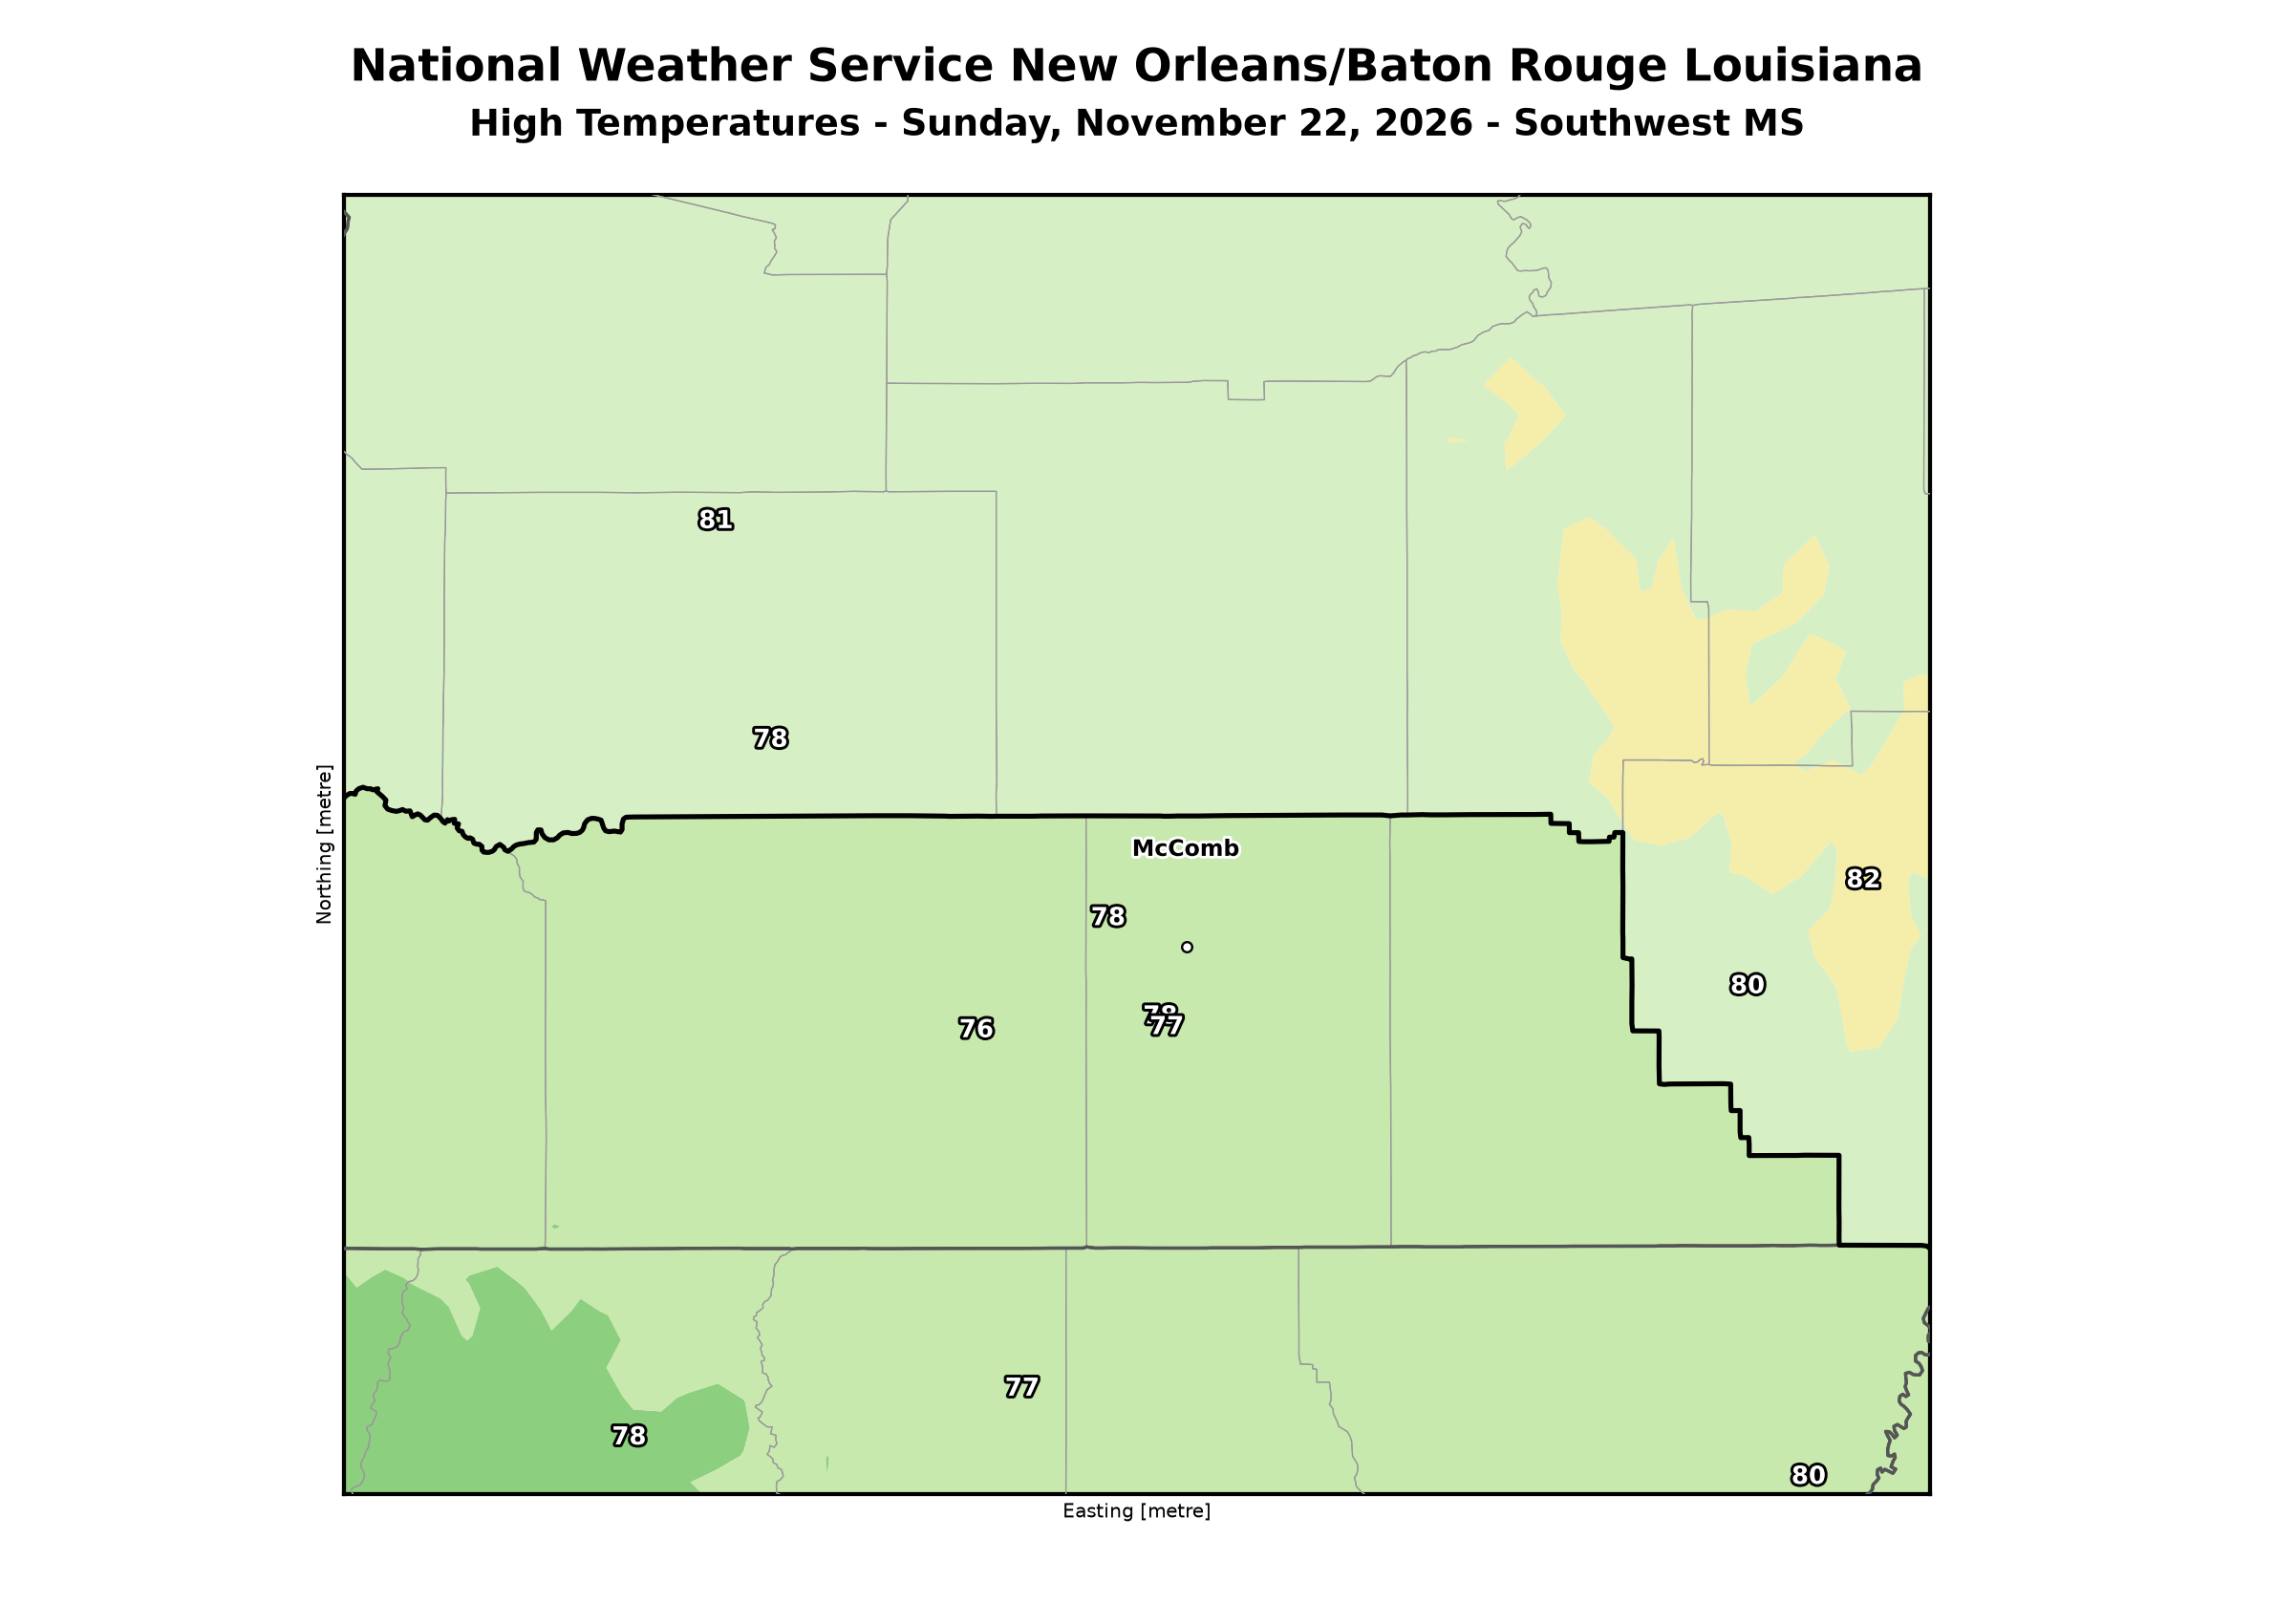 National Weather Service New Orleans/Baton Rouge Louisiana
High Temperatures - Sunday, November 22, 2026 - Southwest MS
81
78
McComb
82
78
80
78
76
77
77
78
80
Northing [metre]
Easting [metre]